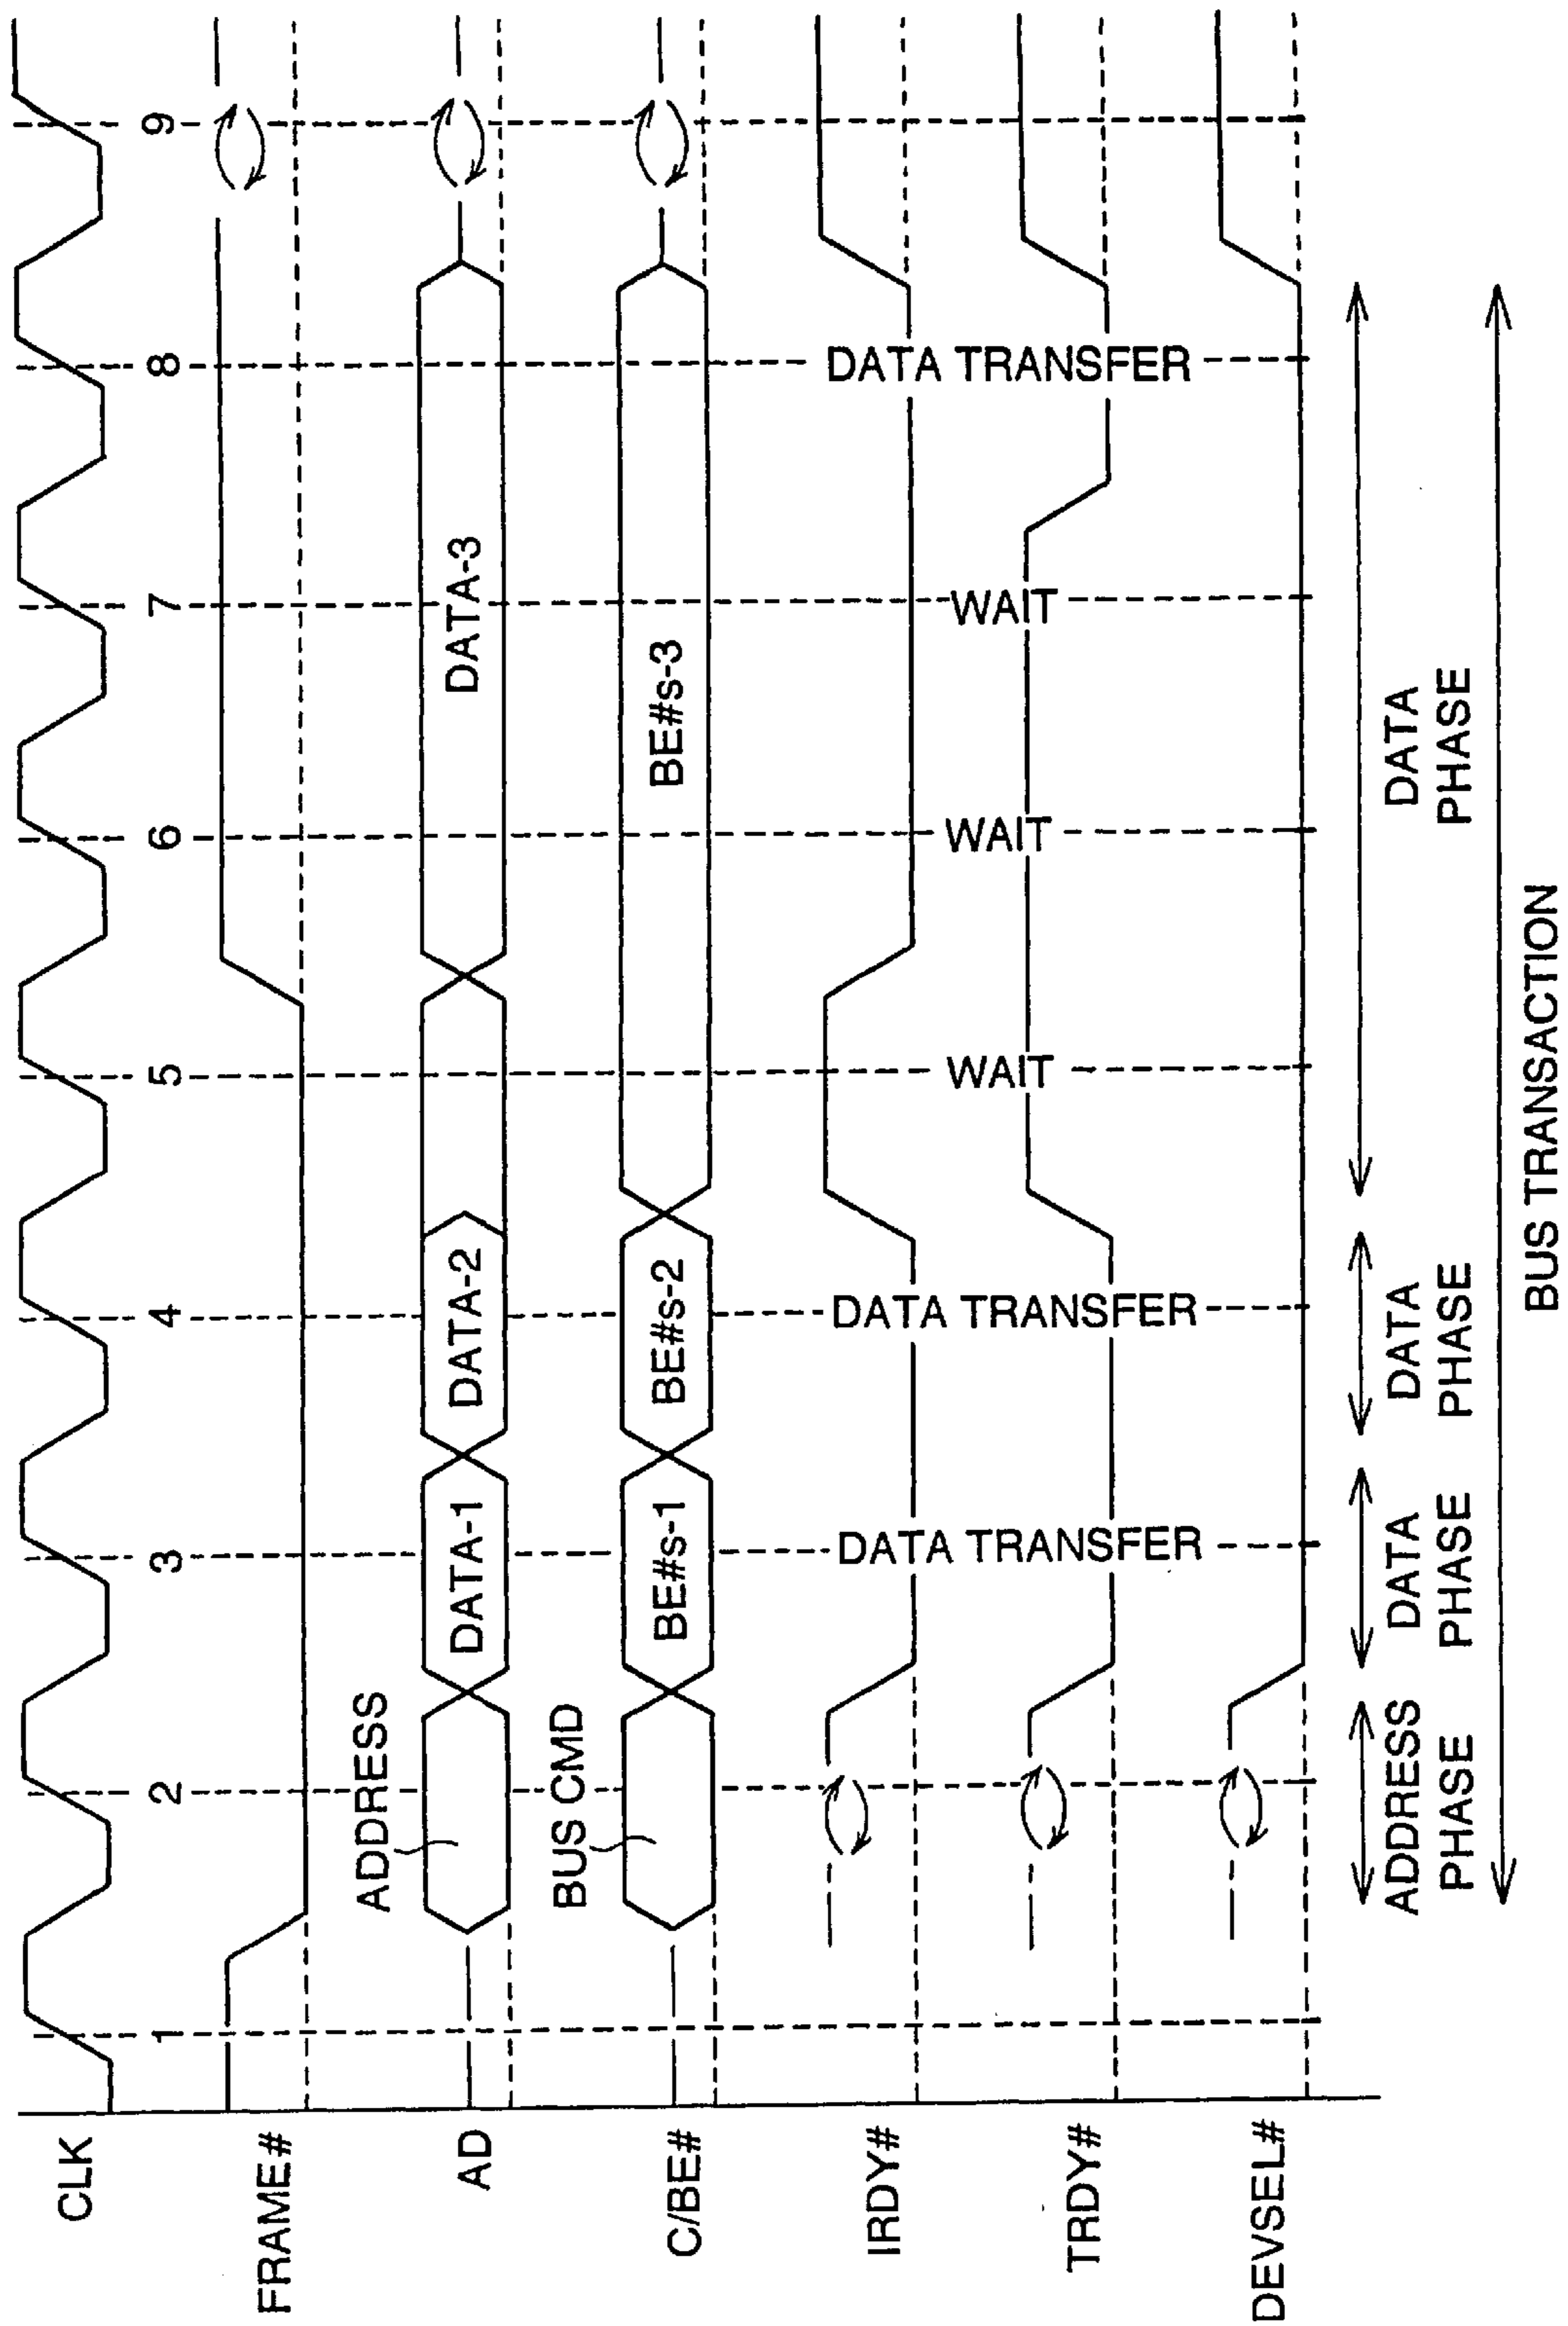 CLK
1 2 3 4 5 6 7 8 9
FRAME#
AD
ADDRESS
DATA-1
DATA-2
DATA-3
C/BE#
BUS CMD
BE#s-1
BE#s-2
BE#s-3
IRDY#
DATA TRANSFER
DATA TRANSFER
WAIT
WAIT
WAIT
DATA TRANSFER
TRDY#
DEVSEL#
ADDRESS
PHASE
DATA
PHASE
DATA
PHASE
DATA
PHASE
BUS TRANSACTION